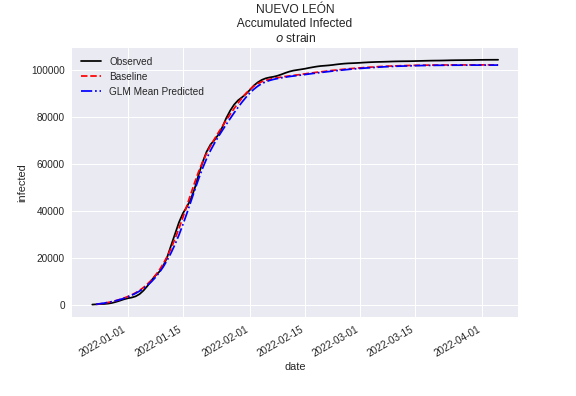 NUEVO LEÓN
Accumulated Infected
o strain
Observed
Baseline
GLM Mean Predicted
100000
80000
60000
40000
20000
0
infected
2022-01-01
2022-01-15
2022-02-01
2022-02-15
2022-03-01
2022-03-15
2022-04-01
date